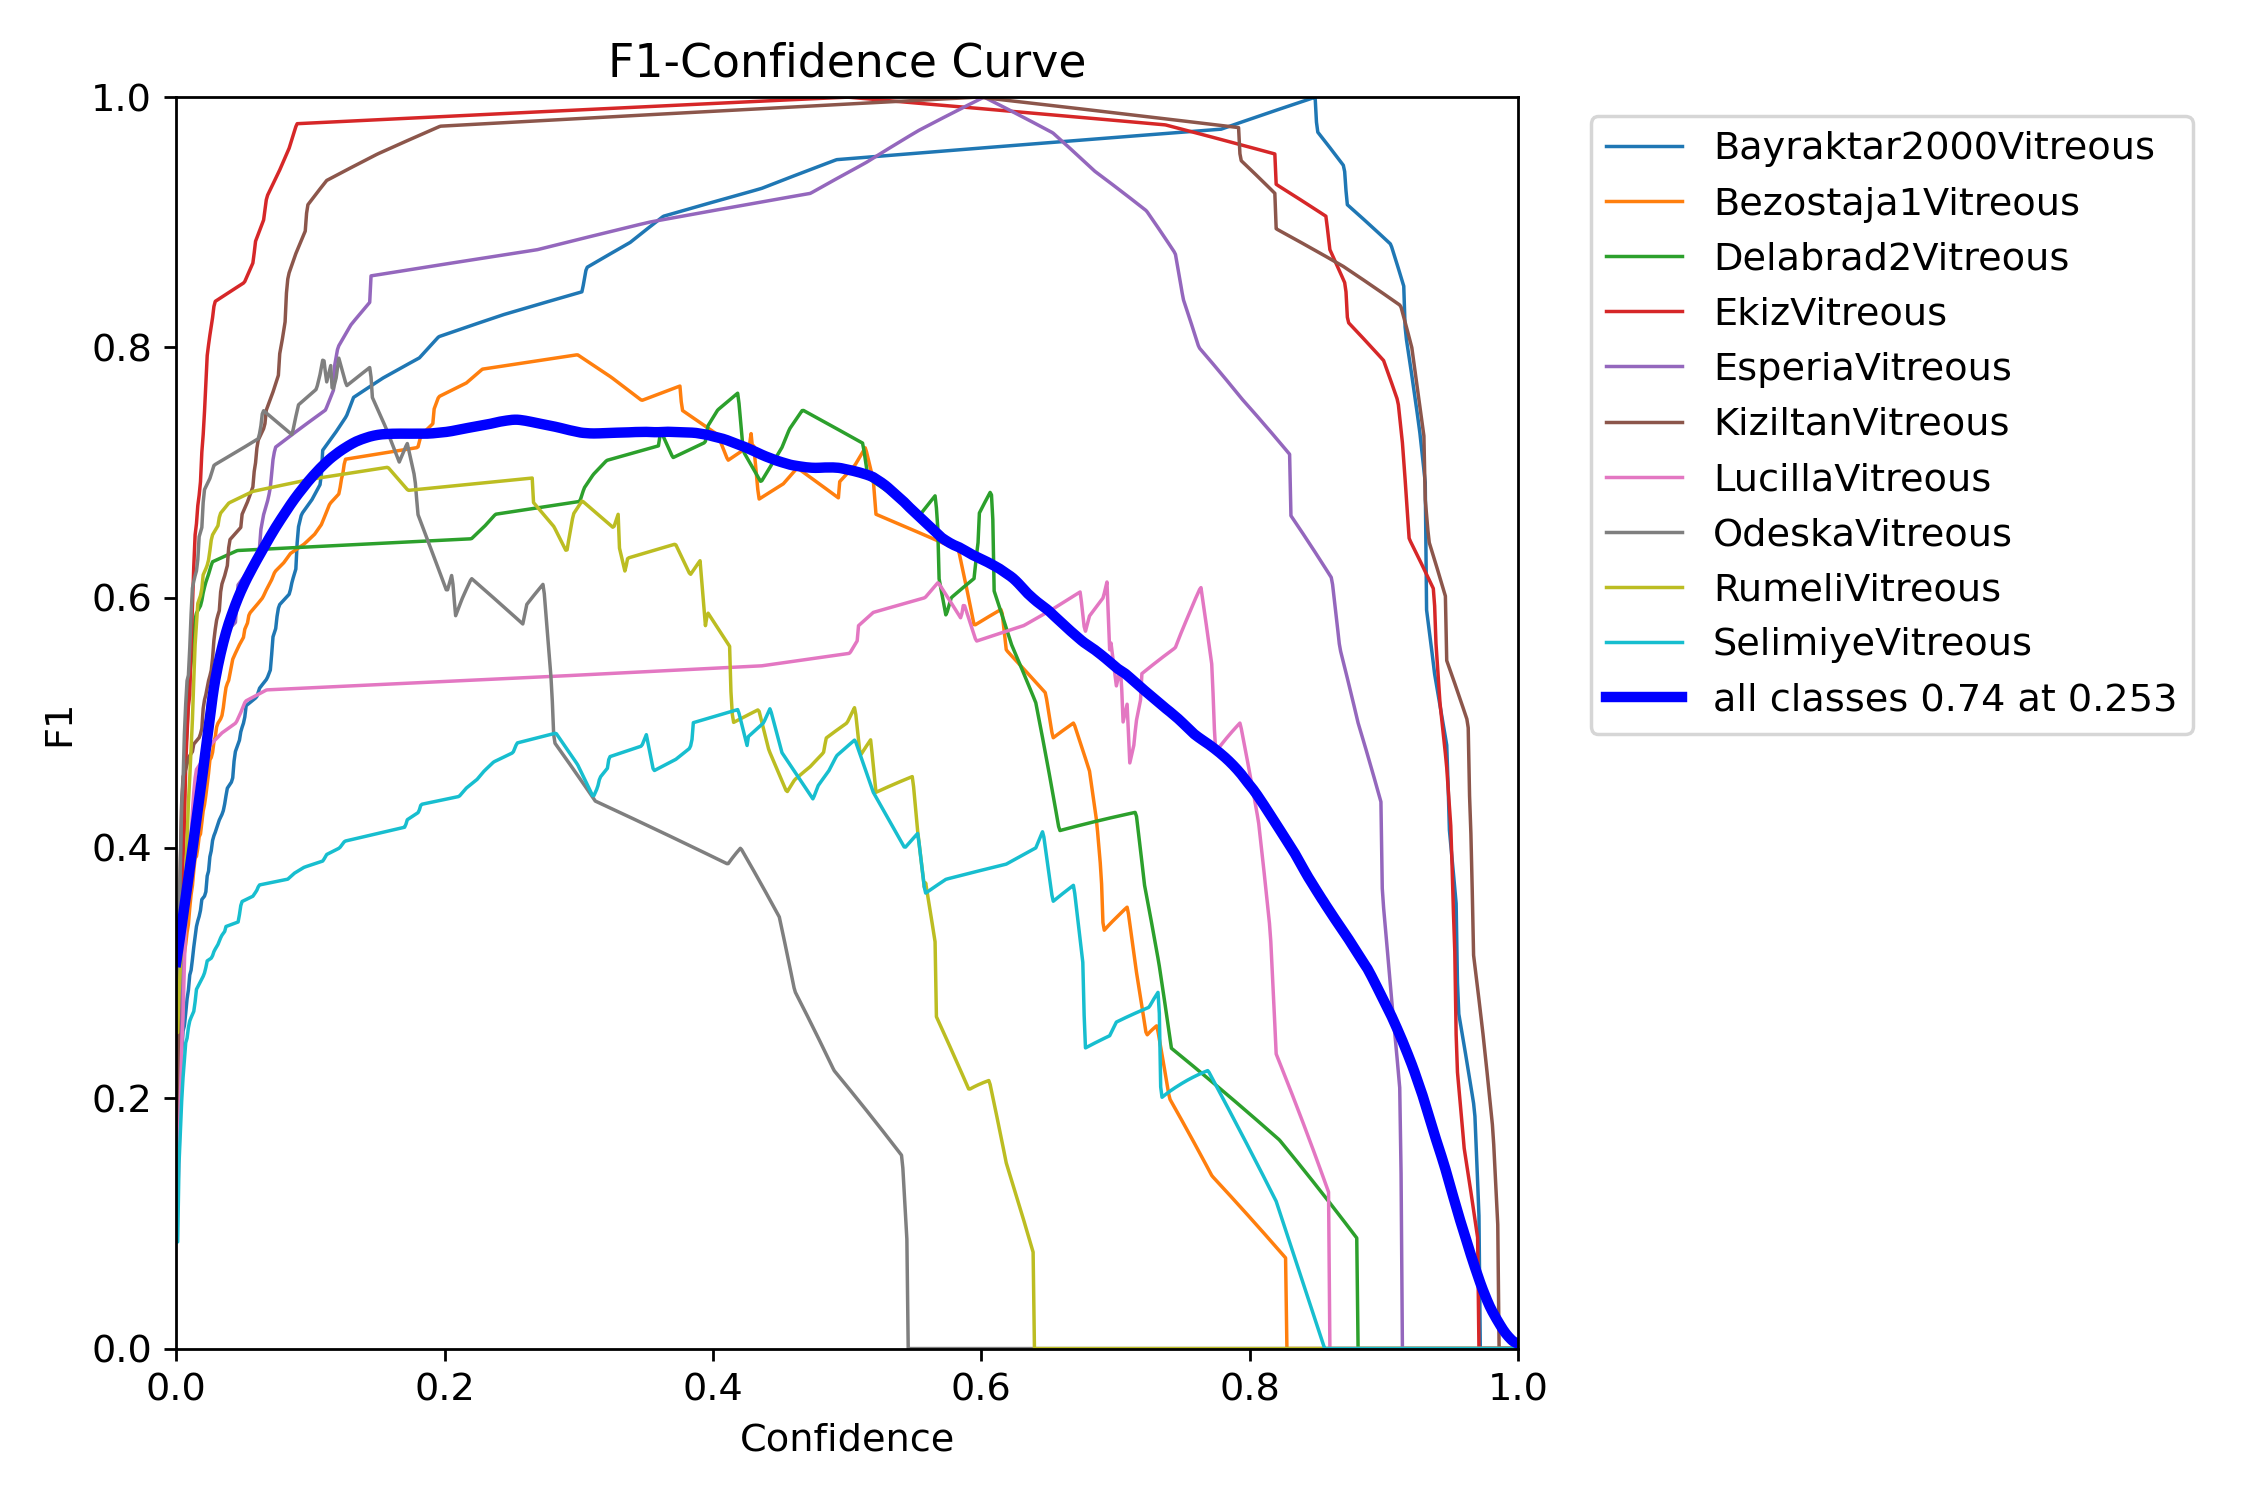 F1-Confidence Curve
1.0
0.8
0.6
0.4
0.2
0.0
F1
0.0 0.2 0.4 0.6 0.8 1.0
Confidence
Bayraktar2000Vitreous
Bezostaja1Vitreous
Delabrad2Vitreous
EkizVitreous
EsperiaVitreous
KiziltanVitreous
LucillaVitreous
OdeskaVitreous
RumeliVitreous
SelimiyeVitreous
all classes 0.74 at 0.253